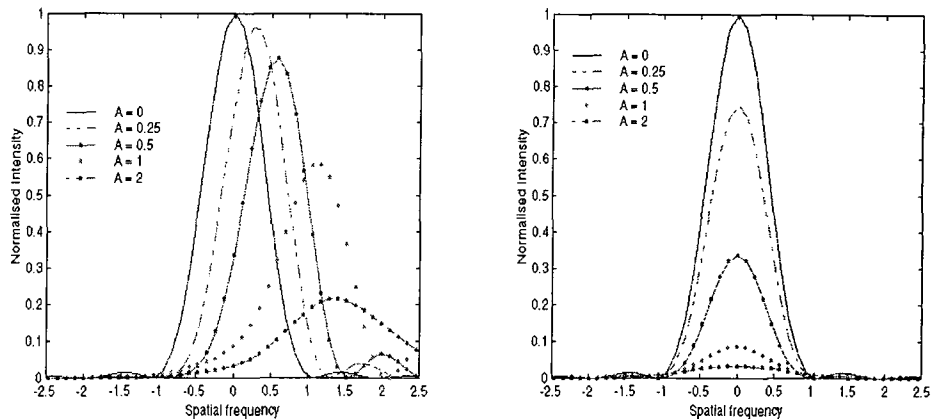 1
0.9
0.8
0.7
0.6
0.5
0.4
0.3
0.2
0.1
0
Normalised Intensity
A = 0
A = 0.25
A = 0.5
A = 1
A = 2
-2.5 -2 -1.5 -1 -0.5 0 0.5 1 1.5 2 2.5
Spatial frequency
1
0.9
0.8
0.7
0.6
0.5
0.4
0.3
0.2
0.1
0
Normalised Intensity
A = 0
A = 0.25
A = 0.5
A = 1
A = 2
-2.5 -2 -1.5 -1 -0.5 0 0.5 1 1.5 2 2.5
Spatial frequency